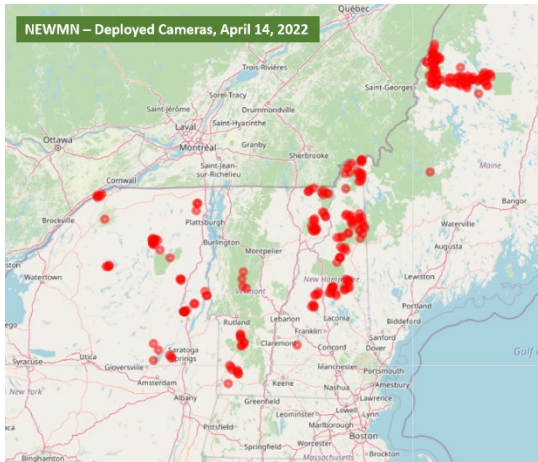 NEWMN – Deployed Cameras, April 14, 2022
Québec
Trois-Rivières
Saint-Georges
Sorel-Tracy
Saint-Jérôme
Drummondville
Laval
Saint-Hyacinthe
Ottawa
Montréal
Granby
Sherbrooke
Saint-Jean-
sur-Richelieu
Maine
Cornwall
Bangor
Brockville
Plattsburgh
Waterville
Burlington
Montpelier
Augusta
Watertown
Lewiston
Vermont
New Hampshire
Portland
Rutland
Lebanon
Laconia
Biddeford
Franklin
Sanford
Utica
Saratoga
Springs
Claremont
Concord
Dover
Gulf
Syracuse
Gloversville
Manchester
Portsmouth
Amsterdam
Keene
Nashua
Amesbury
New York
Albany
Greenfield
Lowell
Lawrence
Leominster
Lynn
Pittsfield
Marlborough
Boston
Worcester
Springfield
Brockton
Binghamton
Massachusetts